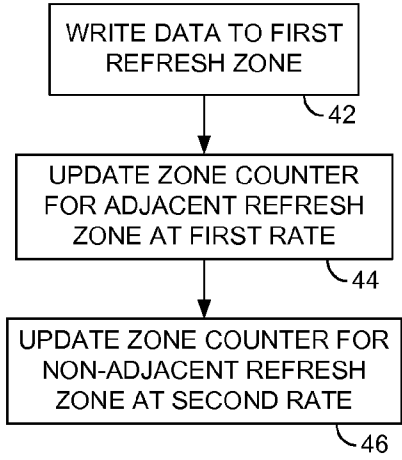 WRITE DATA TO FIRST
REFRESH ZONE
42
UPDATE ZONE COUNTER
FOR ADJACENT REFRESH
ZONE AT FIRST RATE
44
UPDATE ZONE COUNTER FOR
NON-ADJACENT REFRESH
ZONE AT SECOND RATE
46